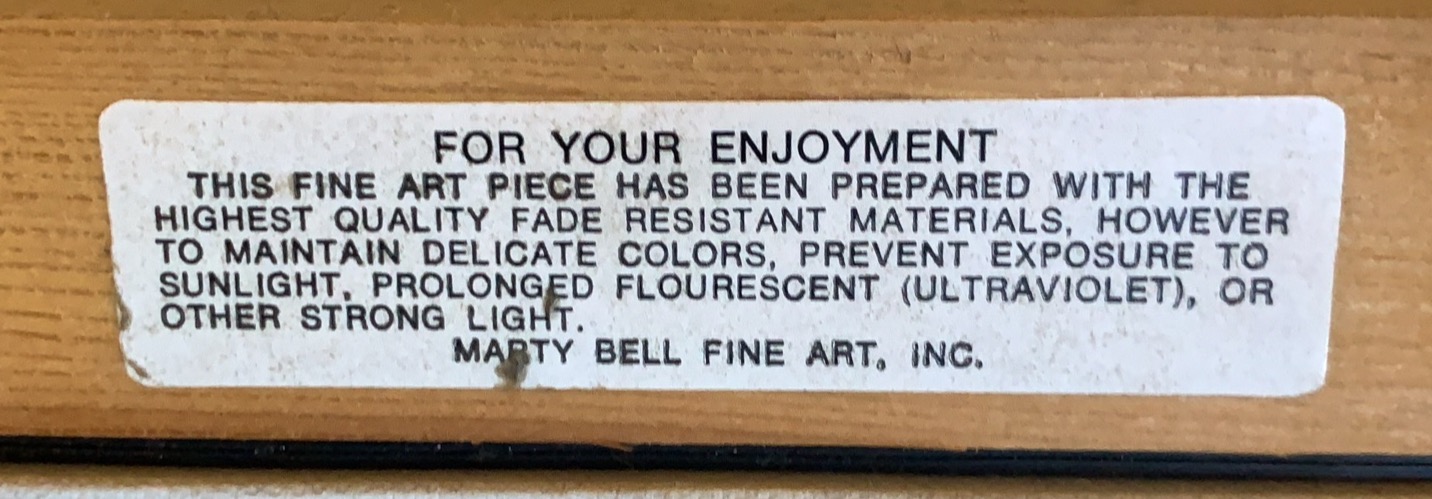 FOR YOUR ENJOYMENT
THIS FINE ART PIECE HAS BEEN PREPARED WITH THE
HIGHEST QUALITY FADE RESISTANT MATERIALS, HOWEVER
TO MAINTAIN DELICATE COLORS, PREVENT EXPOSURE TO
SUNLIGHT, PROLONGED FLOURESCENT (ULTRAVIOLET), OR
OTHER STRONG LIGHT.
MARTY BELL FINE ART, INC.